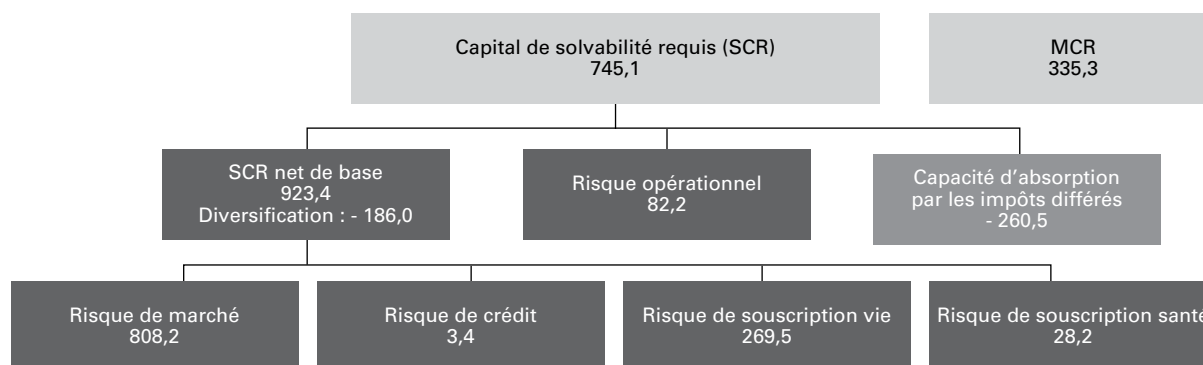 Capital de solvabilité requis (SCR)
745,1
MCR
335,3
SCR net de base
923,4
Diversification : - 186,0
Risque opérationnel
82,2
Capacité d’absorption
par les impôts différés
- 260,5
Risque de marché
808,2
Risque de crédit
3,4
Risque de souscription vie
269,5
Risque de souscription santé
28,2